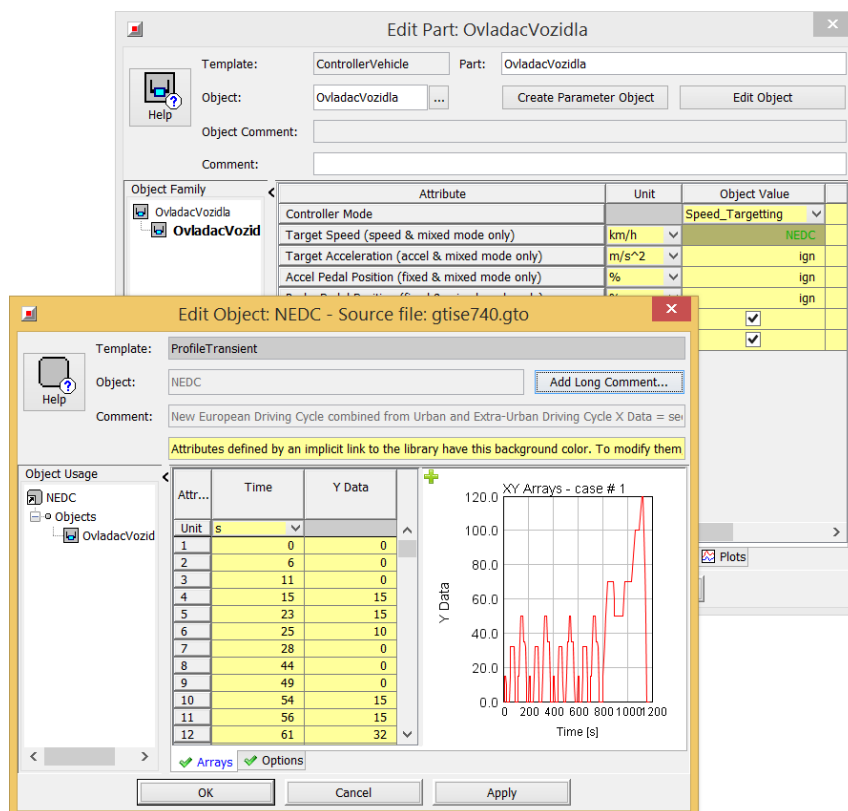 Edit Part: OvladacVozidla
Template: ControllerVehicle Part: OvladacVozidla
Object: OvladacVozidla ... Create Parameter Object Edit Object
Help
Object Comment:
Comment:
Object Family
OvladacVozidla
OvladacVozid
Attribute Unit Object Value
Controller Mode Speed_Targetting
Target Speed (speed & mixed mode only) km/h NEDC
Target Acceleration (accel & mixed mode only) m/s^2 ign
Accel Pedal Position (fixed & mixed mode only) % ign
ign
Plots
Edit Object: NEDC - Source file: gtise740.gto
Template: ProfileTransient
Object: NEDC Add Long Comment...
Help
Comment: New European Driving Cycle combined from Urban and Extra-Urban Driving Cycle X Data = se
Attributes defined by an implicit link to the library have this background color. To modify them
Object Usage
NEDC
Objects
OvladacVozid
Attr... Time Y Data
Unit s
1 0 0
2 6 0
3 11 0
4 15 15
5 23 15
6 25 10
7 28 0
8 44 0
9 49 0
10 54 15
11 56 15
12 61 32
XY Arrays - case # 1
120.0
100.0
80.0
60.0
40.0
20.0
0.0
Y Data
0 200 400 600 800 1000 1200
Time [s]
Arrays Options
OK Cancel Apply